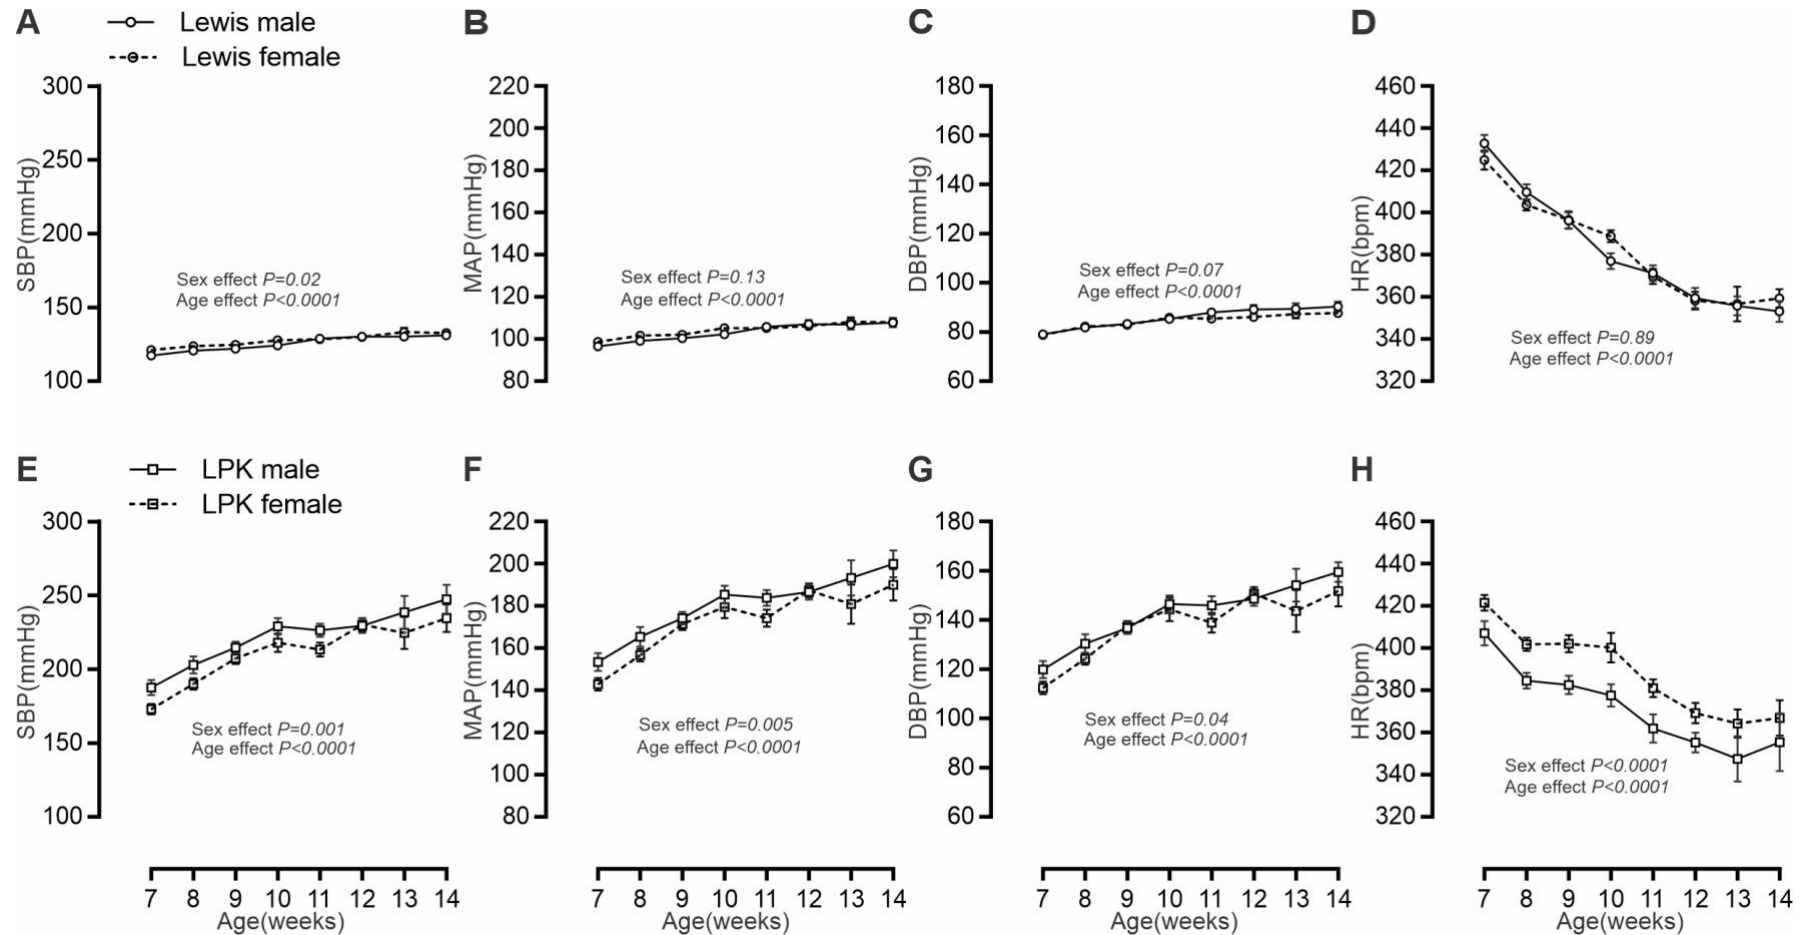 A
Lewis male
Lewis female
SBP(mmHg)
300
250
200
150
100
Sex effect P=0.02
Age effect P<0.0001
B
MAP(mmHg)
220
200
180
160
140
120
100
80
Sex effect P=0.13
Age effect P<0.0001
C
DBP(mmHg)
180
160
140
120
100
80
60
Sex effect P=0.07
Age effect P<0.0001
D
HR(bpm)
460
440
420
400
380
360
340
320
Sex effect P=0.89
Age effect P<0.0001
E
LPK male
LPK female
SBP(mmHg)
300
250
200
150
100
Sex effect P=0.001
Age effect P<0.0001
7 8 9 10 11 12 13 14
Age(weeks)
F
MAP(mmHg)
220
200
180
160
140
120
100
80
Sex effect P=0.005
Age effect P<0.0001
7 8 9 10 11 12 13 14
Age(weeks)
G
DBP(mmHg)
180
160
140
120
100
80
60
Sex effect P=0.04
Age effect P<0.0001
7 8 9 10 11 12 13 14
Age(weeks)
H
HR(bpm)
460
440
420
400
380
360
340
320
Sex effect P<0.0001
Age effect P<0.0001
7 8 9 10 11 12 13 14
Age(weeks)